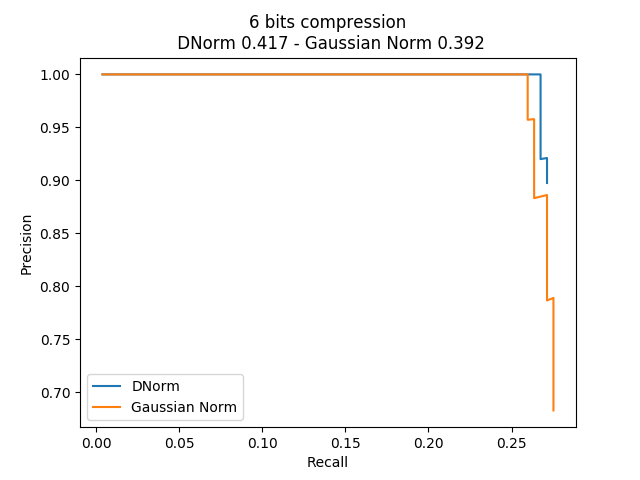 6 bits compression
DNorm 0.417 - Gaussian Norm 0.392
1.00
0.95
0.90
0.85
0.80
0.75
0.70
Precision
DNorm
Gaussian Norm
0.00 0.05 0.10 0.15 0.20 0.25
Recall